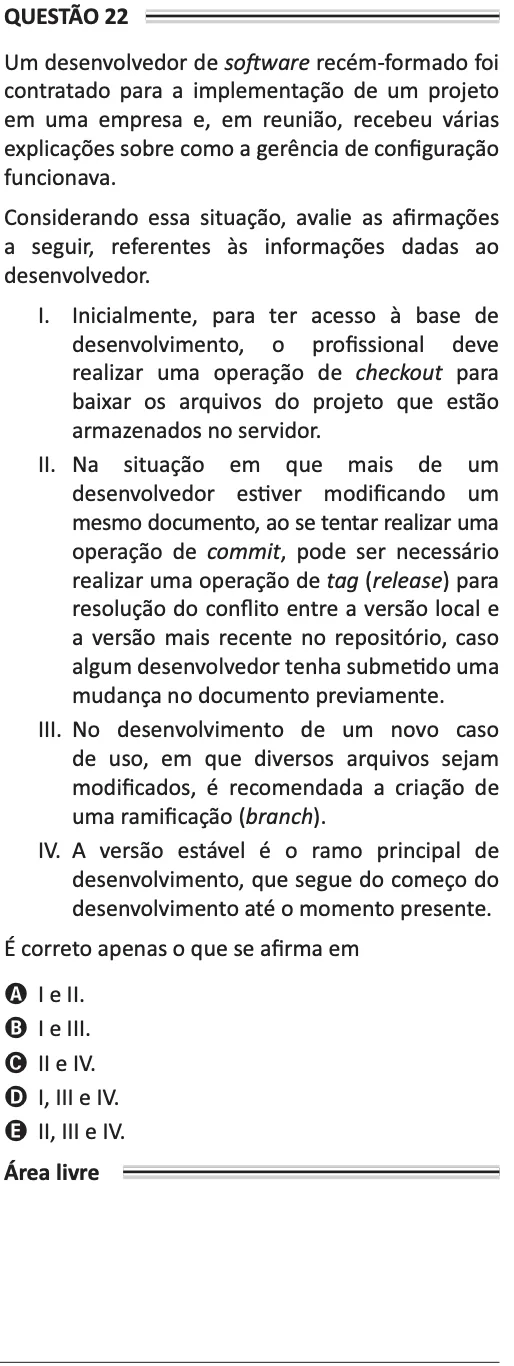 QUESTÃO 22
Um desenvolvedor de software recém-formado foi
contratado para a implementação de um projeto
em uma empresa e, em reunião, recebeu várias
explicações sobre como a gerência de configuração
funcionava.
Considerando essa situação, avalie as afirmações
a seguir, referentes às informações dadas ao
desenvolvedor.
I. Inicialmente, para ter acesso à base de
desenvolvimento, o profissional deve
realizar uma operação de checkout para
baixar os arquivos do projeto que estão
armazenados no servidor.
II. Na situação em que mais de um
desenvolvedor estiver modificando um
mesmo documento, ao se tentar realizar uma
operação de commit, pode ser necessário
realizar uma operação de tag (release) para
resolução do conflito entre a versão local e
a versão mais recente no repositório, caso
algum desenvolvedor tenha submetido uma
mudança no documento previamente.
III. No desenvolvimento de um novo caso
de uso, em que diversos arquivos sejam
modificados, é recomendada a criação de
uma ramificação (branch).
IV. A versão estável é o ramo principal de
desenvolvimento, que segue do começo do
desenvolvimento até o momento presente.
É correto apenas o que se afirma em
A I e II.
B I e III.
C II e IV.
D I, III e IV.
E II, III e IV.
Área livre